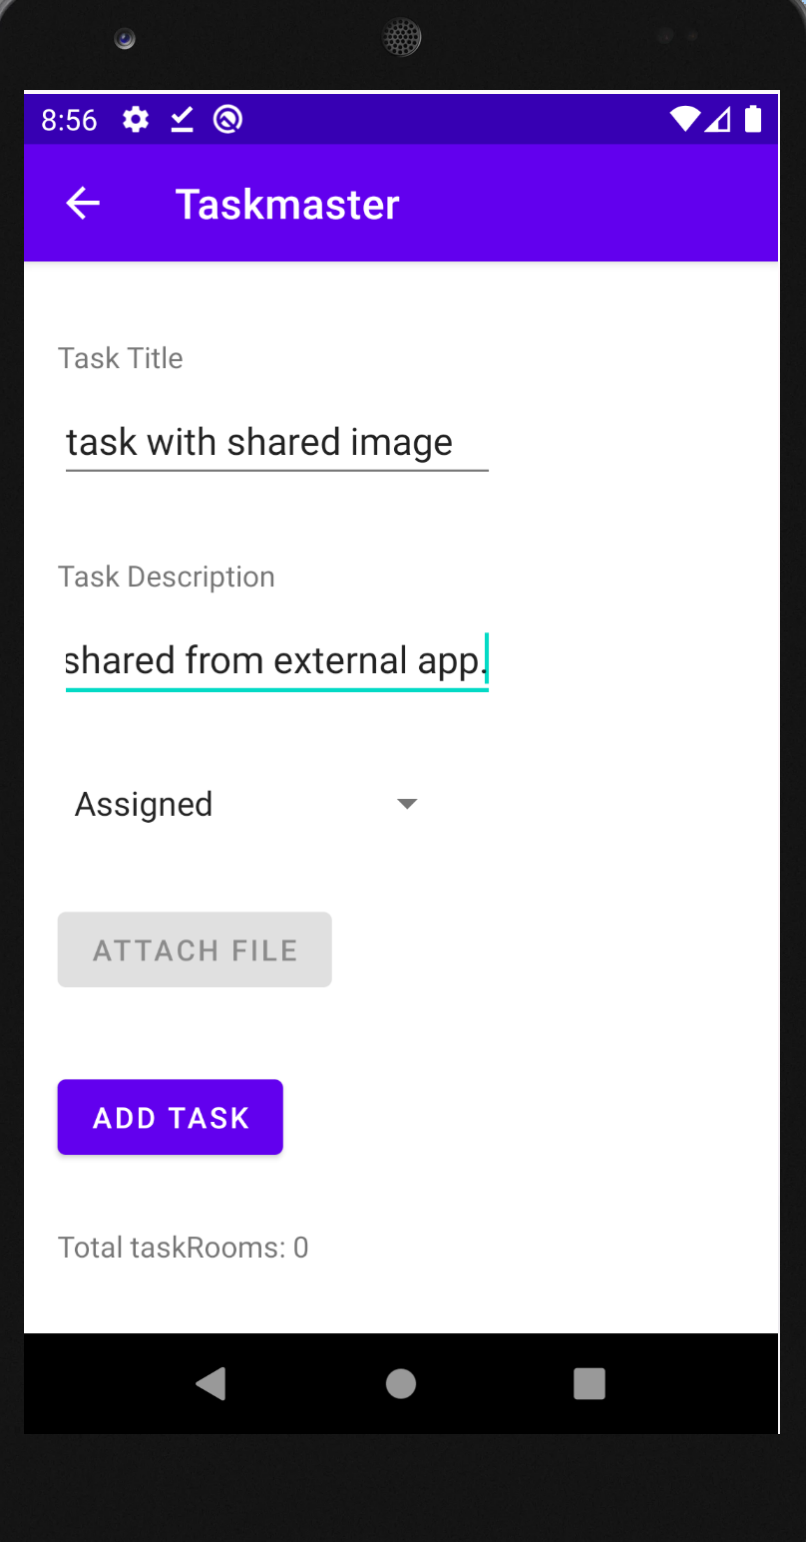 8:56
Taskmaster
Task Title
task with shared image
Task Description
shared from external app.
Assigned
ATTACH FILE
ADD TASK
Total taskRooms: 0